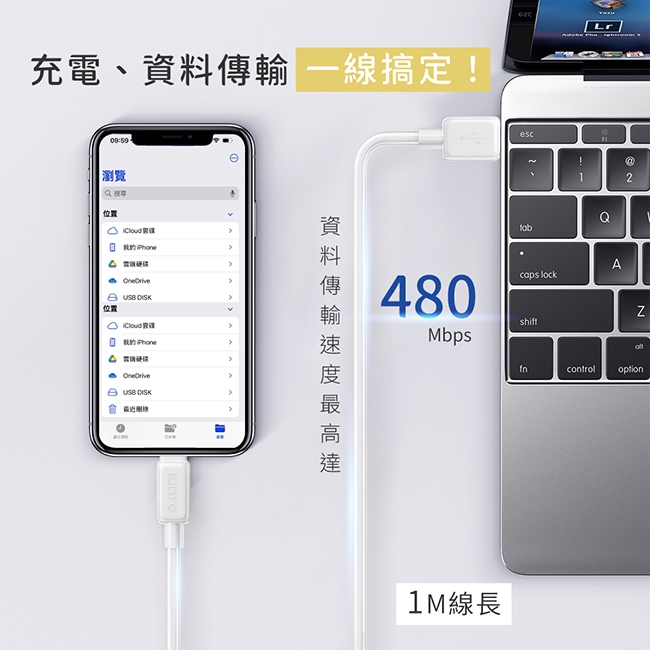 充電、資料傳輸 一線搞定！
09:59
瀏覽
搜尋
位置
iCloud雲碟
我的 iPhone
雲端硬碟
OneDrive
USB DISK
位置
iCloud雲碟
我的 iPhone
雲端硬碟
OneDrive
USB DISK
最近刪除
瀏覽
KINYO
資料傳輸速度最高達
480
Mbps
1M線長
Lr
esc
F1
~ ! @
1 2
tab Q
caps lock A
shift Z
alt
fn control option